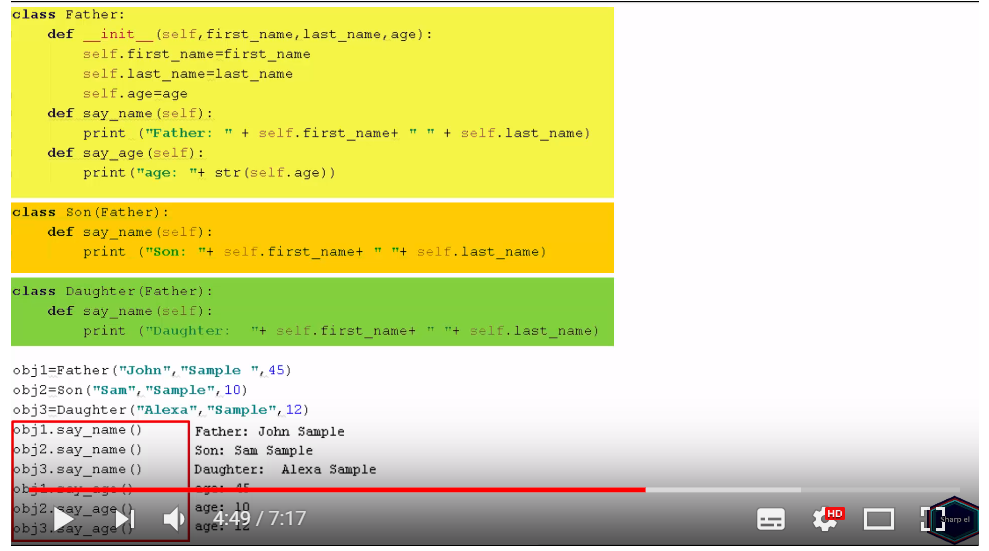 class Father:
    def __init__(self,first_name,last_name,age):
        self.first_name=first_name
        self.last_name=last_name
        self.age=age
    def say_name(self):
        print ("Father: " + self.first_name+ " " + self.last_name)
    def say_age(self):
        print("age: "+ str(self.age))
class Son(Father):
    def say_name(self):
        print ("Son: "+ self.first_name+ " "+ self.last_name)
class Daughter(Father):
    def say_name(self):
        print ("Daughter:  "+ self.first_name+ " "+ self.last_name)
obj1=Father("John","Sample ",45)
obj2=Son("Sam","Sample",10)
obj3=Daughter("Alexa","Sample",12)
obj1.say_name() Father: John Sample
obj2.say_name() Son: Sam Sample
obj3.say_name() Daughter:  Alexa Sample
obj1.say_age() age: 45
obj2.say_age() age: 10
obj3.say_age() age: 12
4:49 / 7:17
HD
Sharp el